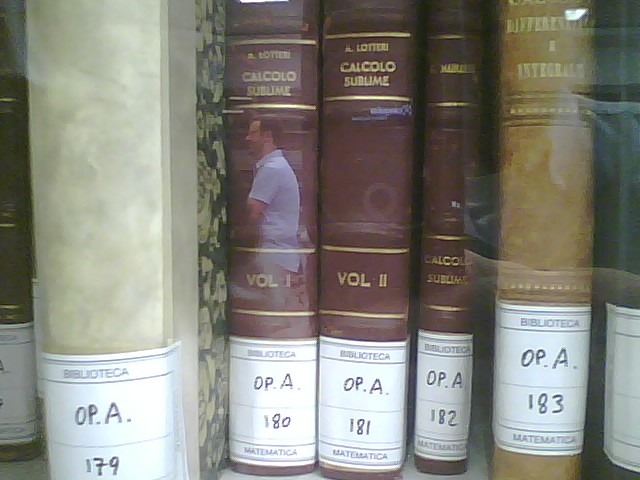 BIBLIOTECA
OP.A.
179
A. LOTTERI
CALCOLO
SUBLIME
VOL I
BIBLIOTECA
OP.A.
180
MATEMATICA
A. LOTTERI
CALCOLO
SUBLIME
VOL II
BIBLIOTECA
OP.A.
181
MATEMATICA
CALCOLO
SUBLIME
BIBLIOTECA
OP.A
182
MATEMATICA
E
INTEGRALE
BIBLIOTECA
OP.A.
183
MATEMATICA